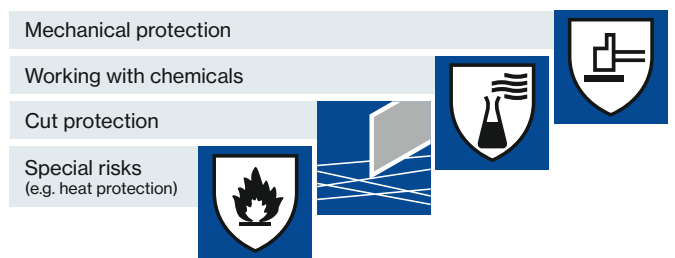 Mechanical protection
Working with chemicals
Cut protection
Special risks
(e.g. heat protection)